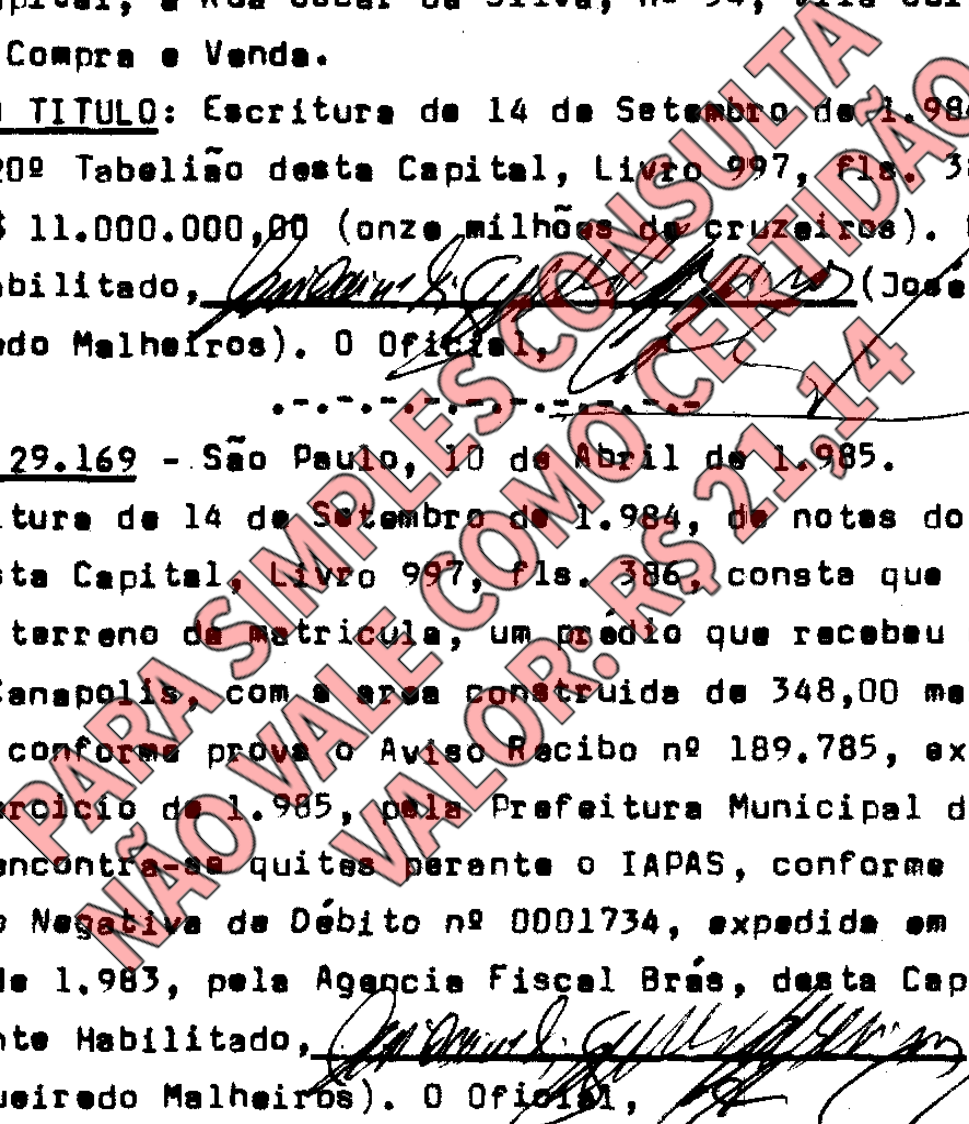 Compra e Venda.
TITULO: Escritura de 14 de Setembro de 1.984
20º Tabelião desta Capital, Livro 997, fls.
11.000.000,00 (onze milhões de cruzeiros).
bilitado, (José
edo Malheiros). O Oficial,
.-.-.-.-.-.-.-.-.-.-
29.169 - São Paulo, 10 de Abril de 1.985.
tura de 14 de Setembro de 1.984, de notas do
ta Capital, Livro 997, fls. 386, consta que
terreno da matricula, um prédio que recebeu
Canapolis, com a area construida de 348,00 me
conforme prova o Aviso Recibo nº 189.785, ex
rcicio de 1.985, pela Prefeitura Municipal d
encontra-se quites perante o IAPAS, conforme
Negativa de Débito nº 0001734, expedida em
de 1.983, pela Agencia Fiscal Brás, desta Cap
nte Habilitado,
ueiredo Malheiros). O Oficial,
PARA SIMPLES CONSULTA
NÃO VALE COMO CERTIDÃO
VALOR: R$ 21,14